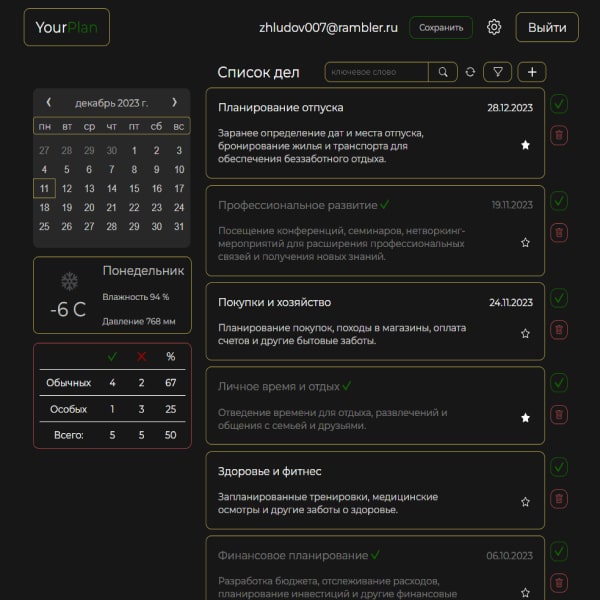 YourPlan
zhludov007@rambler.ru
Сохранить
Выйти
декабрь 2023 г.
пн вт ср чт пт сб вс
27 28 29 30 1 2 3
4 5 6 7 8 9 10
11 12 13 14 15 16 17
18 19 20 21 22 23 24
25 26 27 28 29 30 31
Понедельник
-6 C
Влажность 94 %
Давление 768 мм
%
Обычных 4 2 67
Особых 1 3 25
Всего: 5 5 50
Список дел
ключевое слово
Планирование отпуска 28.12.2023
Заранее определение дат и места отпуска,
бронирование жилья и транспорта для
обеспечения беззаботного отдыха.
Профессиональное развитие 19.11.2023
Посещение конференций, семинаров, нетворкинг-
мероприятий для расширения профессиональных
связей и получения новых знаний.
Покупки и хозяйство 24.11.2023
Планирование покупок, походы в магазины, оплата
счетов и другие бытовые заботы.
Личное время и отдых
Отведение времени для отдыха, развлечений и
общения с семьей и друзьями.
Здоровье и фитнес
Запланированные тренировки, медицинские
осмотры и другие заботы о здоровье.
Финансовое планирование 06.10.2023
Разработка бюджета, отслеживание расходов,
планирование инвестиций и другие финансовые